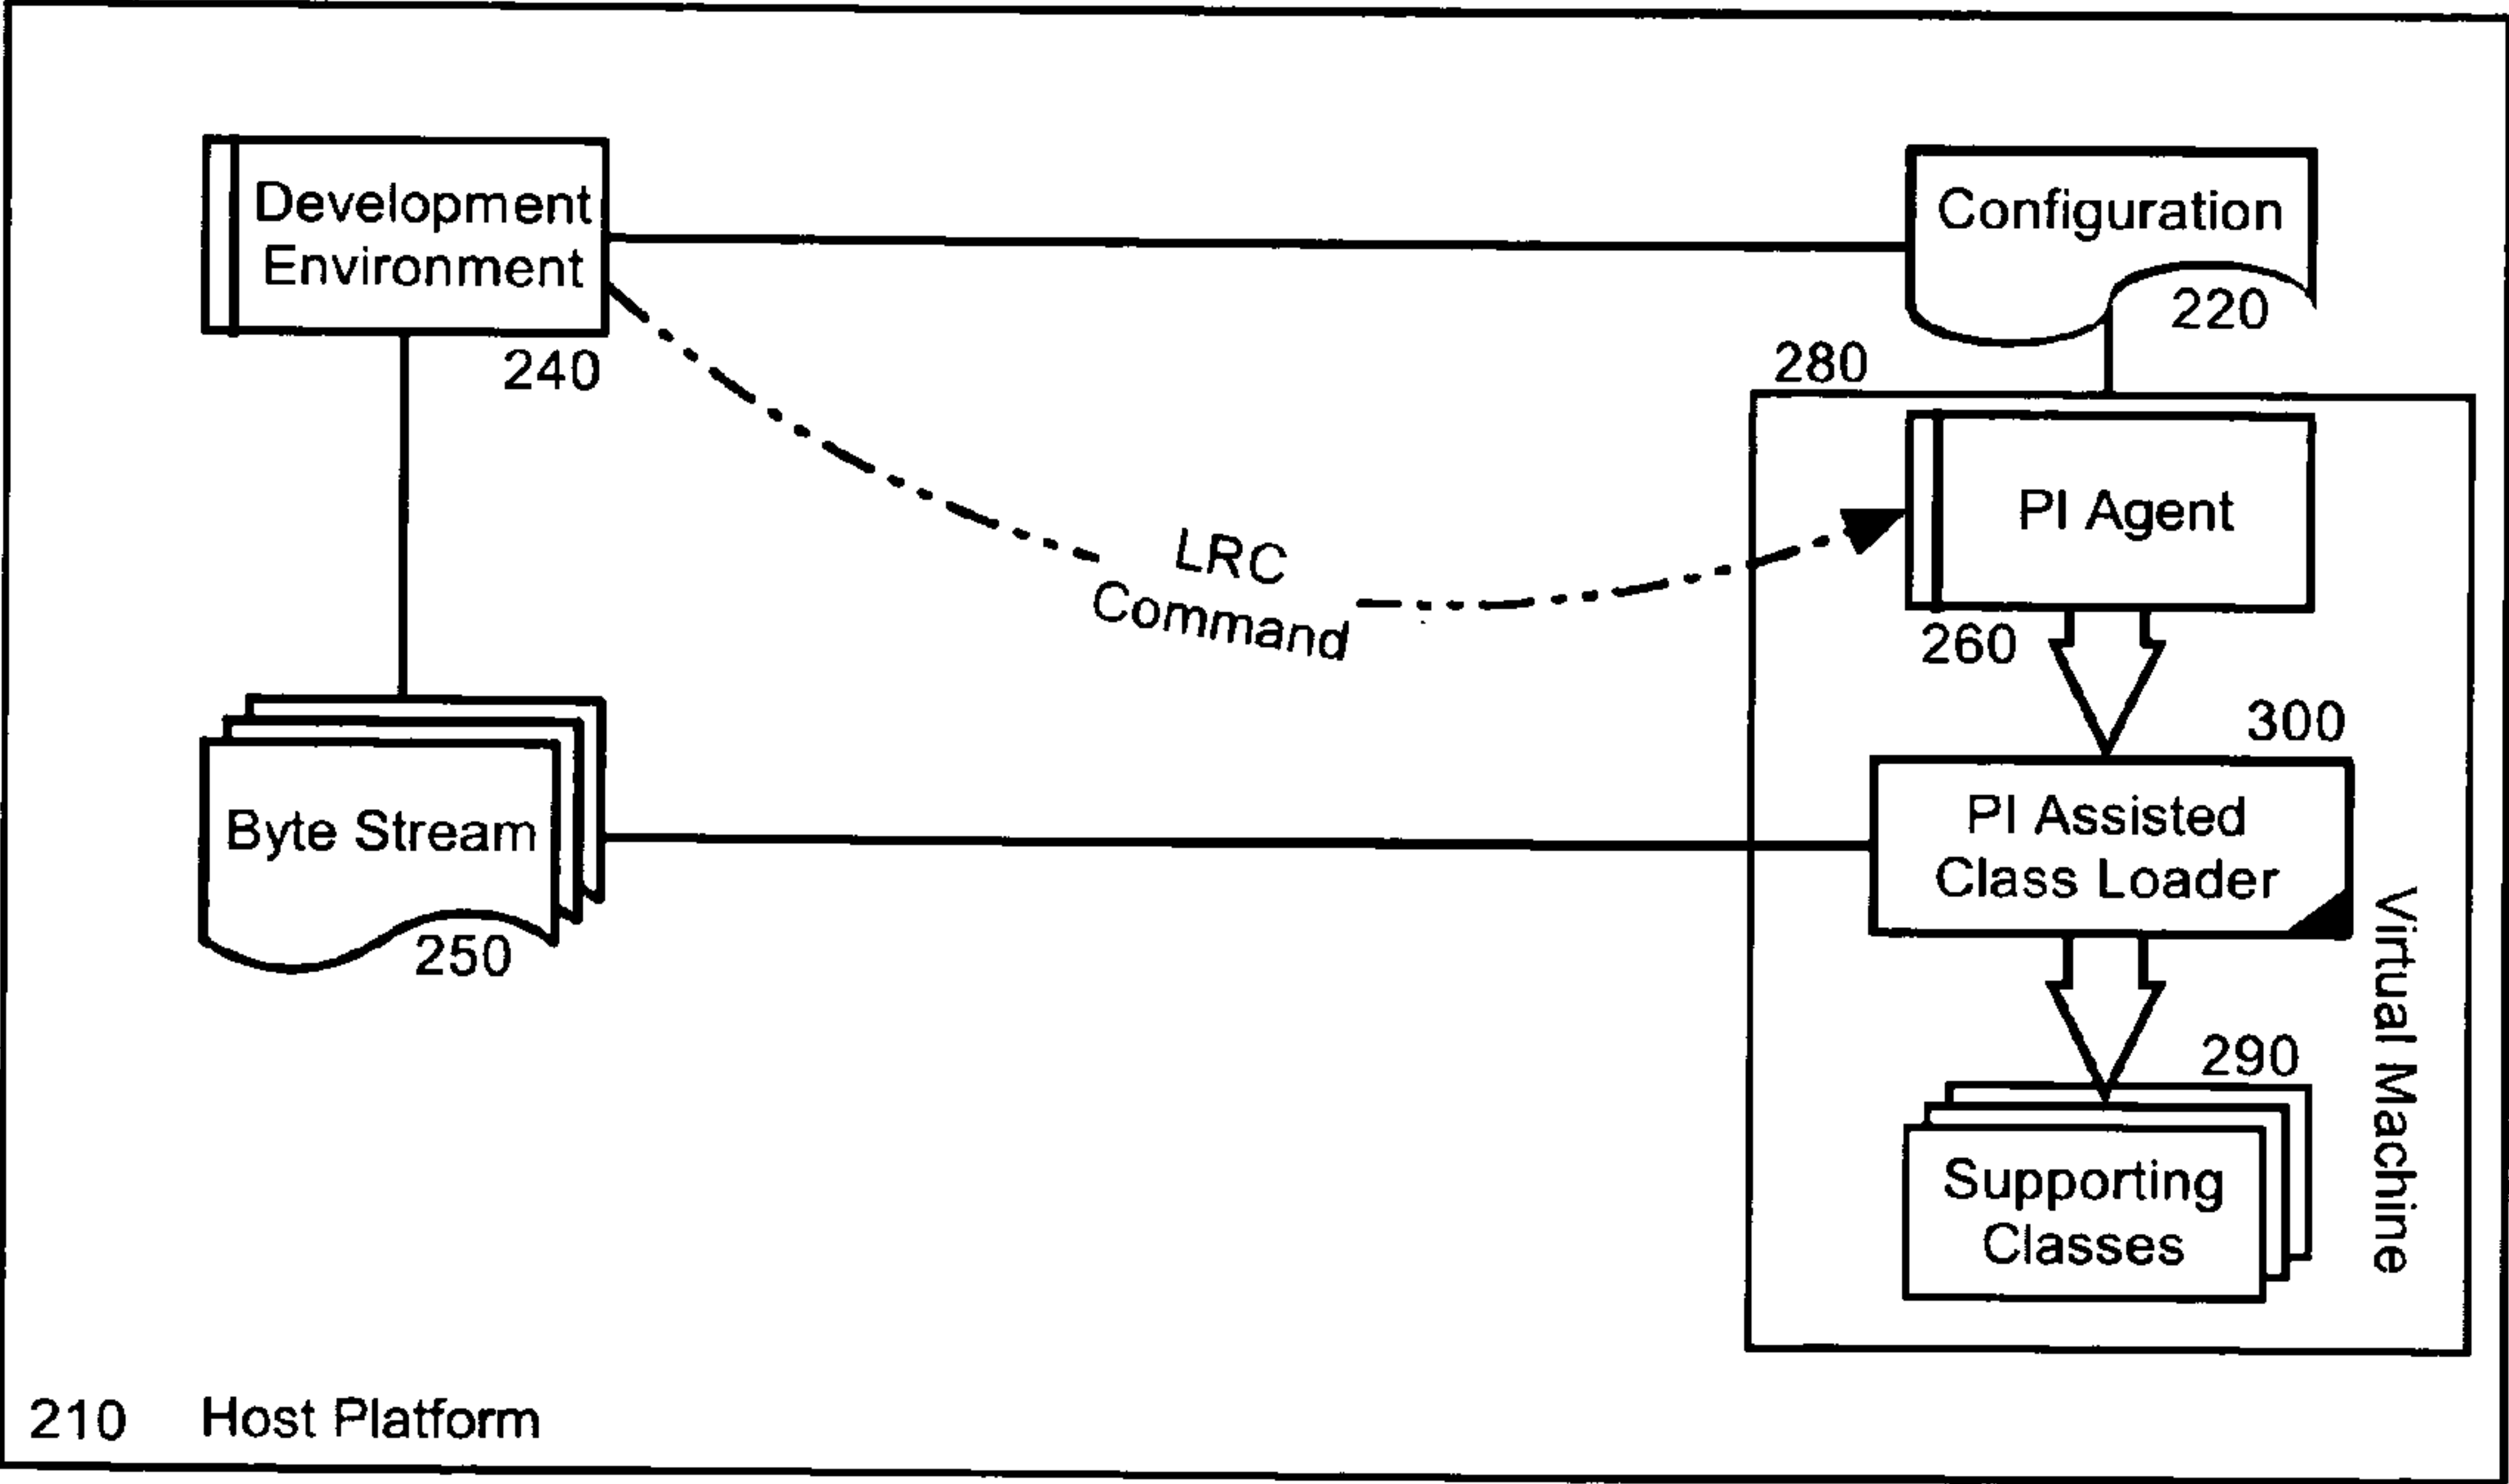 Development
Environment
240
Configuration
220
280
PI Agent
260
LRC
Command
300
PI Assisted
Class Loader
Byte Stream
250
290
Supporting
Classes
Virtual Machine
210 Host Platform